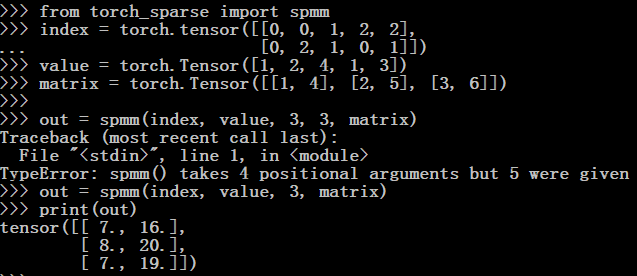 >>> from torch_sparse import spmm
>>> index = torch.tensor([[0, 0, 1, 2, 2],
...                       [0, 2, 1, 0, 1]])
>>> value = torch.Tensor([1, 2, 4, 1, 3])
>>> matrix = torch.Tensor([[1, 4], [2, 5], [3, 6]])
>>>
>>> out = spmm(index, value, 3, 3, matrix)
Traceback (most recent call last):
  File "<stdin>", line 1, in <module>
TypeError: spmm() takes 4 positional arguments but 5 were given
>>> out = spmm(index, value, 3, matrix)
>>> print(out)
tensor([[ 7., 16.],
        [ 8., 20.],
        [ 7., 19.]])